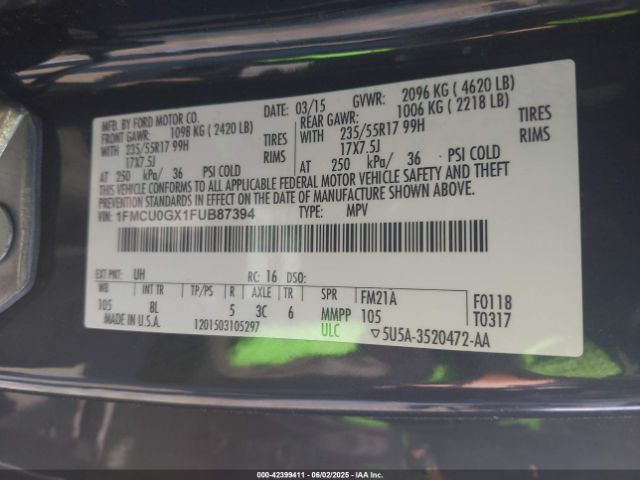 MFG. BY FORD MOTOR CO.
DATE: 03/15 GVWR: 2096 KG ( 4620 LB)
FRONT GAWR: 1098 KG ( 2420 LB) REAR GAWR: 1006 KG ( 2218 LB)
WITH 235/55R17 99H TIRES WITH 235/55R17 99H TIRES
17X7.5J RIMS 17X7.5J RIMS
AT 250 kPa/ 36 PSI COLD AT 250 kPa/ 36 PSI COLD
THIS VEHICLE CONFORMS TO ALL APPLICABLE FEDERAL MOTOR VEHICLE SAFETY AND THEFT
PREVENTION STANDARDS IN EFFECT ON THE DATE OF MANUFACTURE SHOWN ABOVE.
VIN: 1FMCU0GX1FUB87394 TYPE: MPV
EXT PNT: UH RC: 16 DSO:
WB INT TR TP/PS R AXLE TR SPR FM21A F0118
105 8L 5 3C 6 MMPP 105 T0317
MADE IN U.S.A. 1201503105297 ULC ▽5U5A-3520472-AA
000-42399411 - 06/02/2025 - IAAI.com